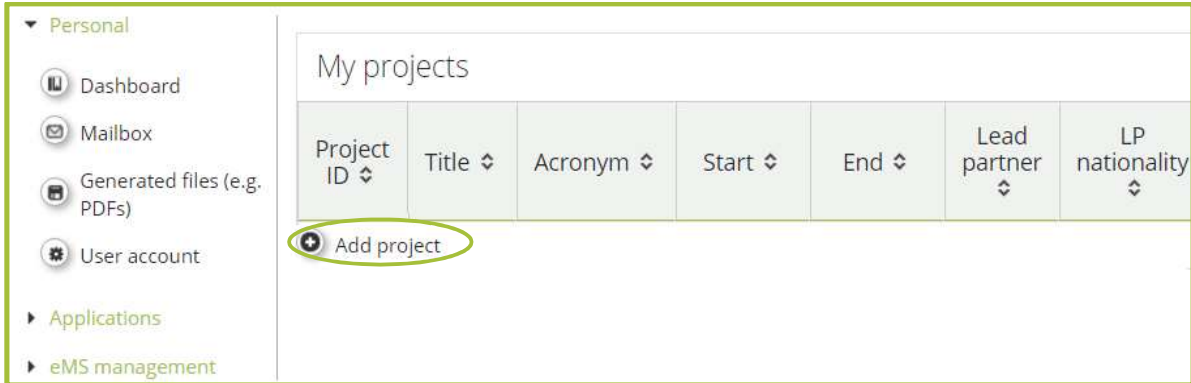 Personal
Dashboard
Mailbox
Generated files (e.g.
PDFs)
User account
Applications
eMS management
My projects
Project
ID
Title
Acronym
Start
End
Lead
partner
LP
nationality
Add project